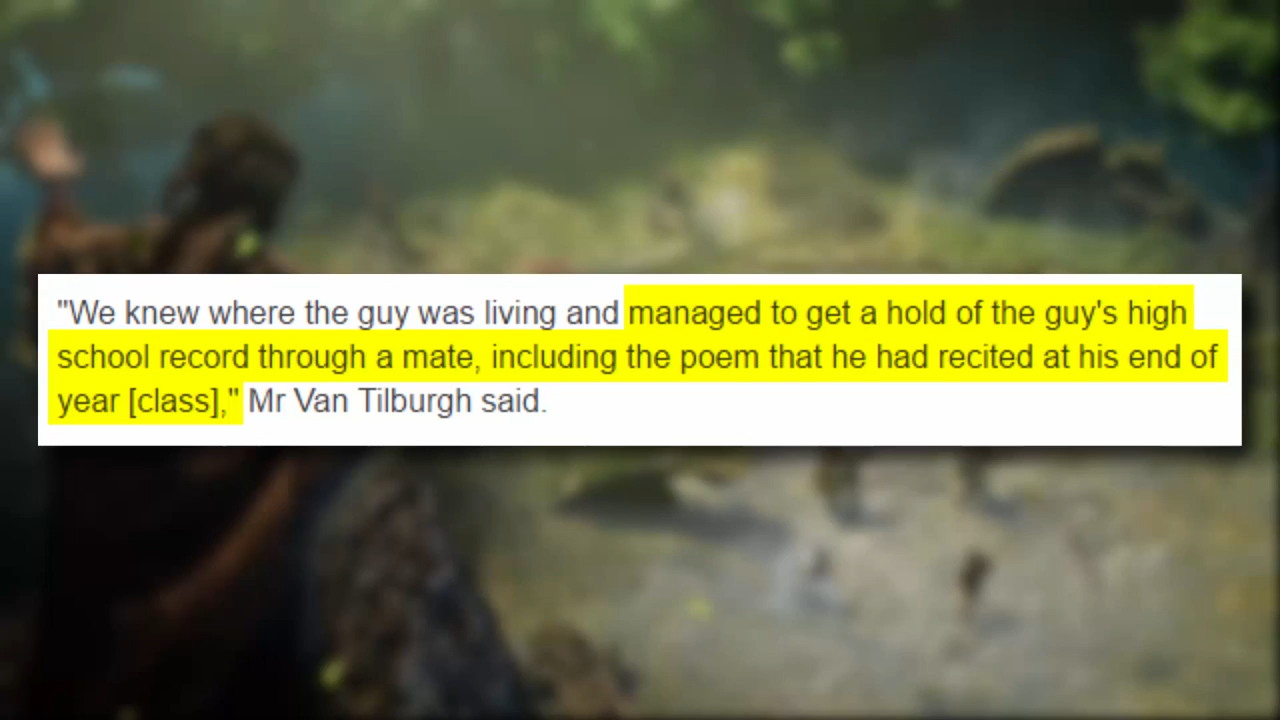 "We knew where the guy was living and managed to get a hold of the guy's high
school record through a mate, including the poem that he had recited at his end of
year [class]," Mr Van Tilburgh said.